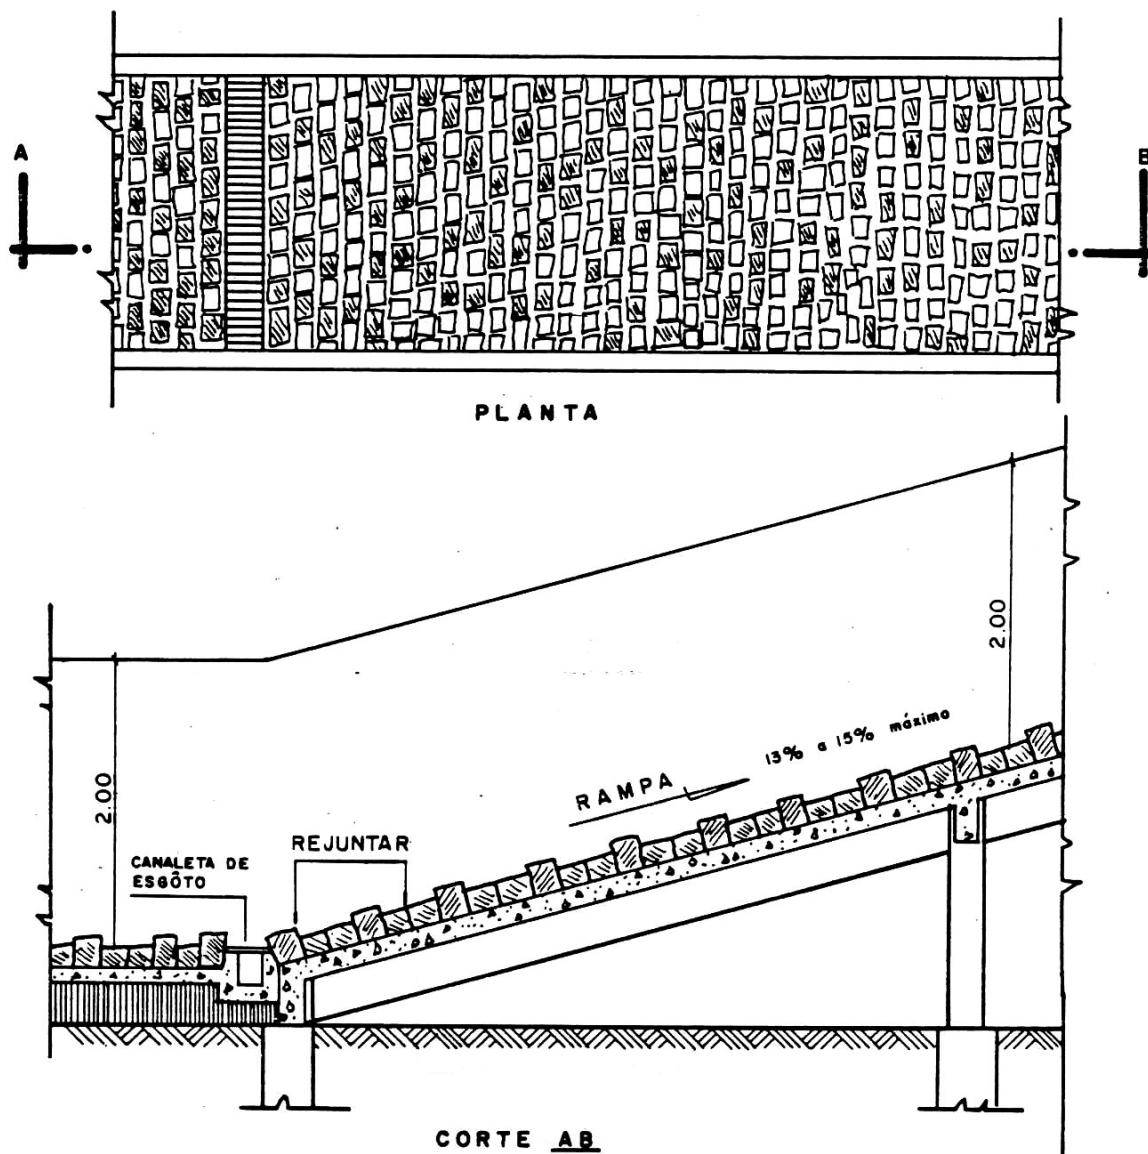 A
B
PLANTA
2.00
2.00
13% a 15% máximo
RAMPA
REJUNTAR
CANALETA DE
ESGÔTO
CORTE AB